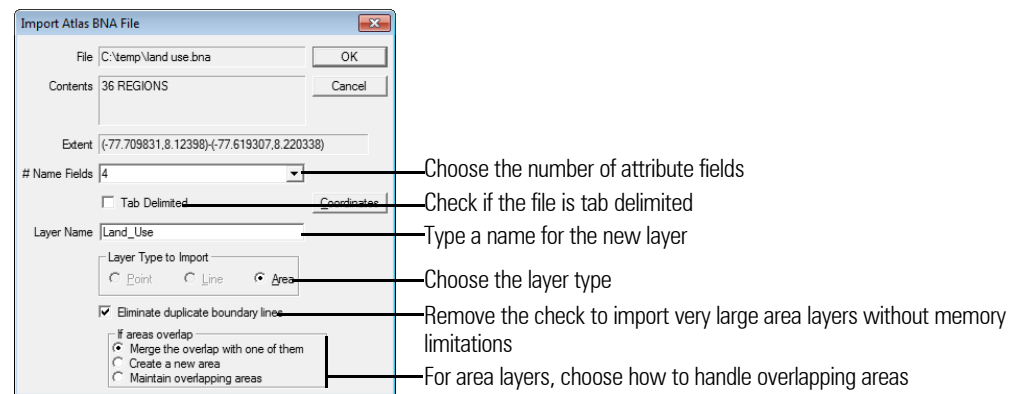 Import Atlas BNA File
File C:\temp\land use.bna OK
Contents 36 REGIONS Cancel
Extent (-77.709831,8.12398)-(-77.619307,8.220338)
# Name Fields 4 Choose the number of attribute fields
Tab Delimited Coordinates Check if the file is tab delimited
Layer Name Land_Use Type a name for the new layer
Layer Type to Import
Point Line Area Choose the layer type
Eliminate duplicate boundary lines Remove the check to import very large area layers without memory
limitations
If areas overlap
Merge the overlap with one of them
Create a new area
Maintain overlapping areas For area layers, choose how to handle overlapping areas